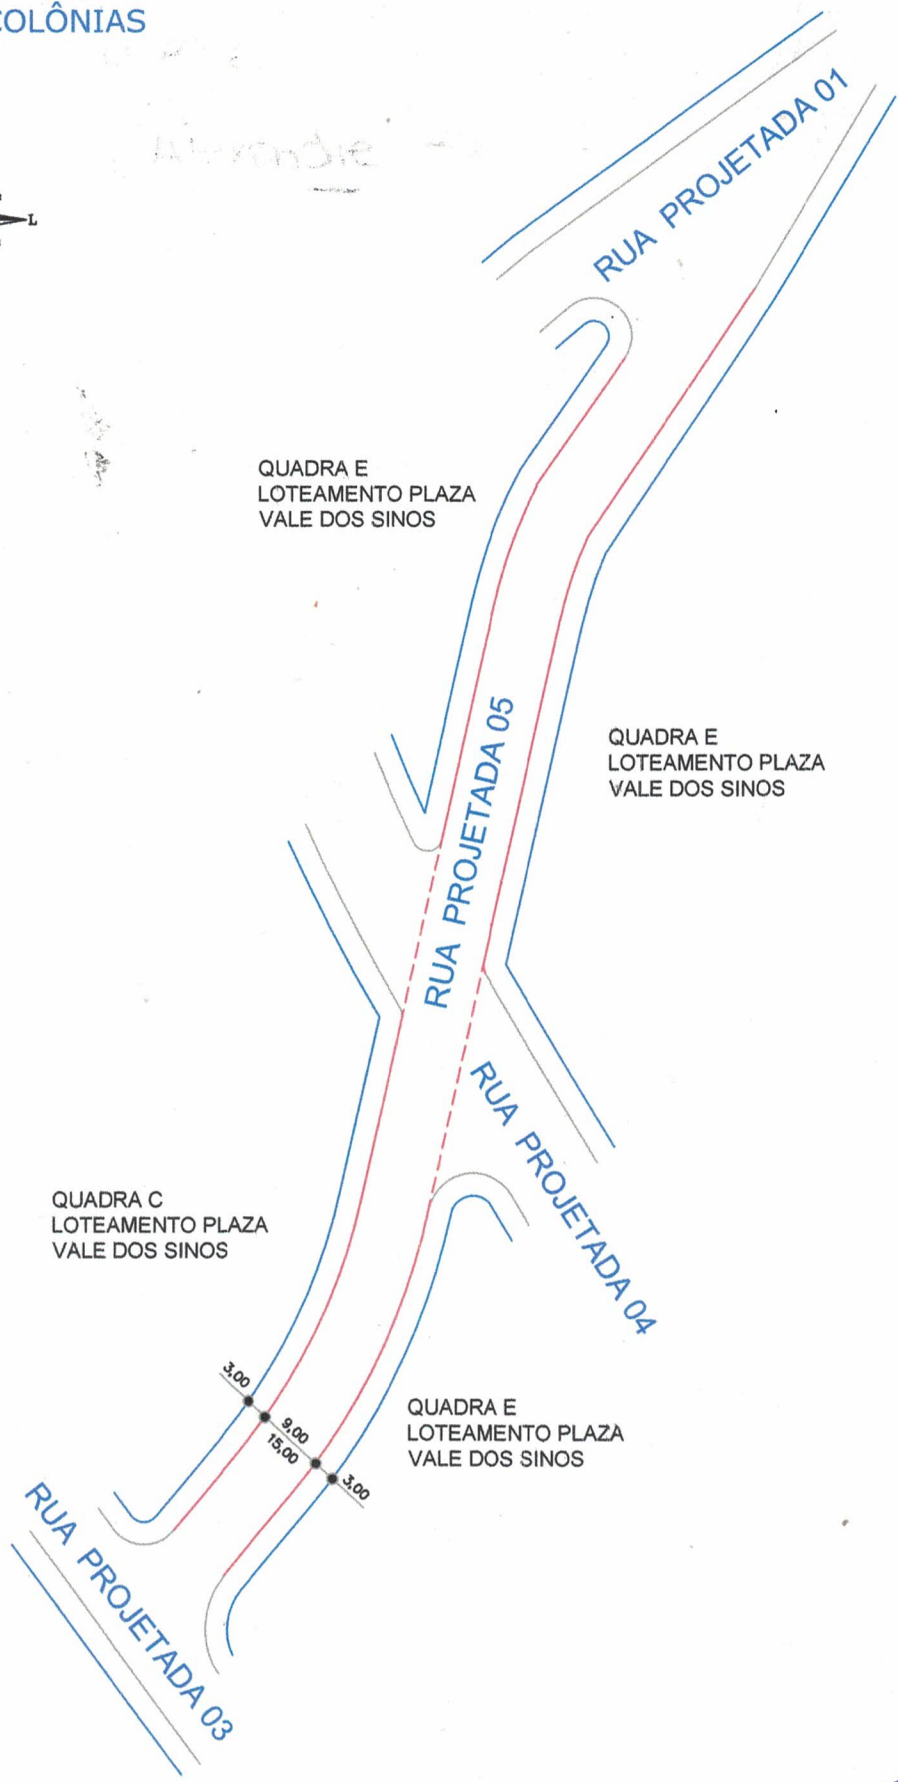 COLÔNIAS
L
RUA PROJETADA 01
QUADRA E
LOTEAMENTO PLAZA
VALE DOS SINOS
RUA PROJETADA 05
QUADRA E
LOTEAMENTO PLAZA
VALE DOS SINOS
RUA PROJETADA 04
QUADRA C
LOTEAMENTO PLAZA
VALE DOS SINOS
3,00
9,00
15,00
3,00
QUADRA E
LOTEAMENTO PLAZA
VALE DOS SINOS
RUA PROJETADA 03